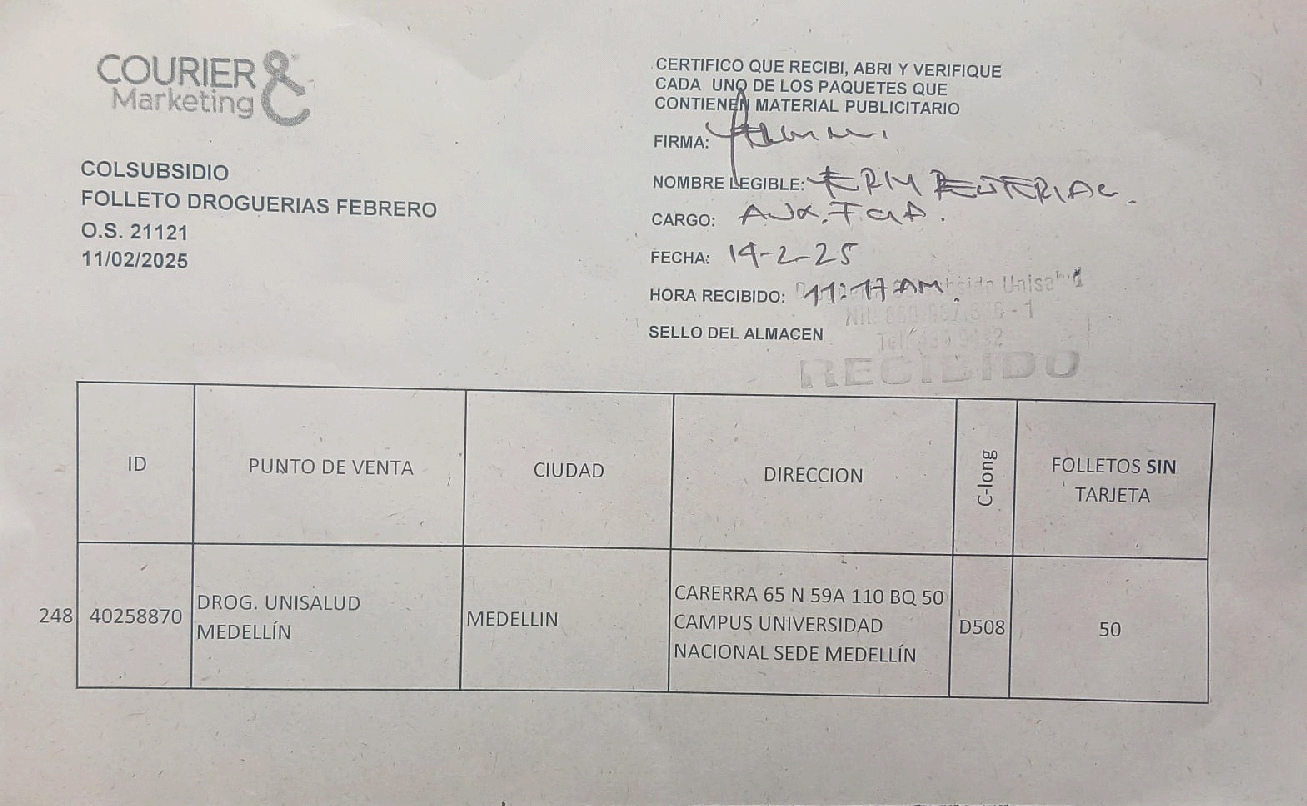 COURIER &
Marketing
COLSUBSIDIO
FOLLETO DROGUERIAS FEBRERO
O.S. 21121
11/02/2025
CERTIFICO QUE RECIBI, ABRI Y VERIFIQUE
CADA UNO DE LOS PAQUETES QUE
CONTIENEN MATERIAL PUBLICITARIO
FIRMA:
NOMBRE LEGIBLE:
CARGO: AUX.
FECHA: 14-2-25
HORA RECIBIDO: 11:17 AM
Unisalud
SELLO DEL ALMACEN
RECIBIDO
ID
PUNTO DE VENTA
CIUDAD
DIRECCION
C-long
FOLLETOS SIN
TARJETA
248 40258870
DROG. UNISALUD
MEDELLÍN
MEDELLIN
CARERRA 65 N 59A 110 BQ 50
CAMPUS UNIVERSIDAD
NACIONAL SEDE MEDELLÍN
D508
50